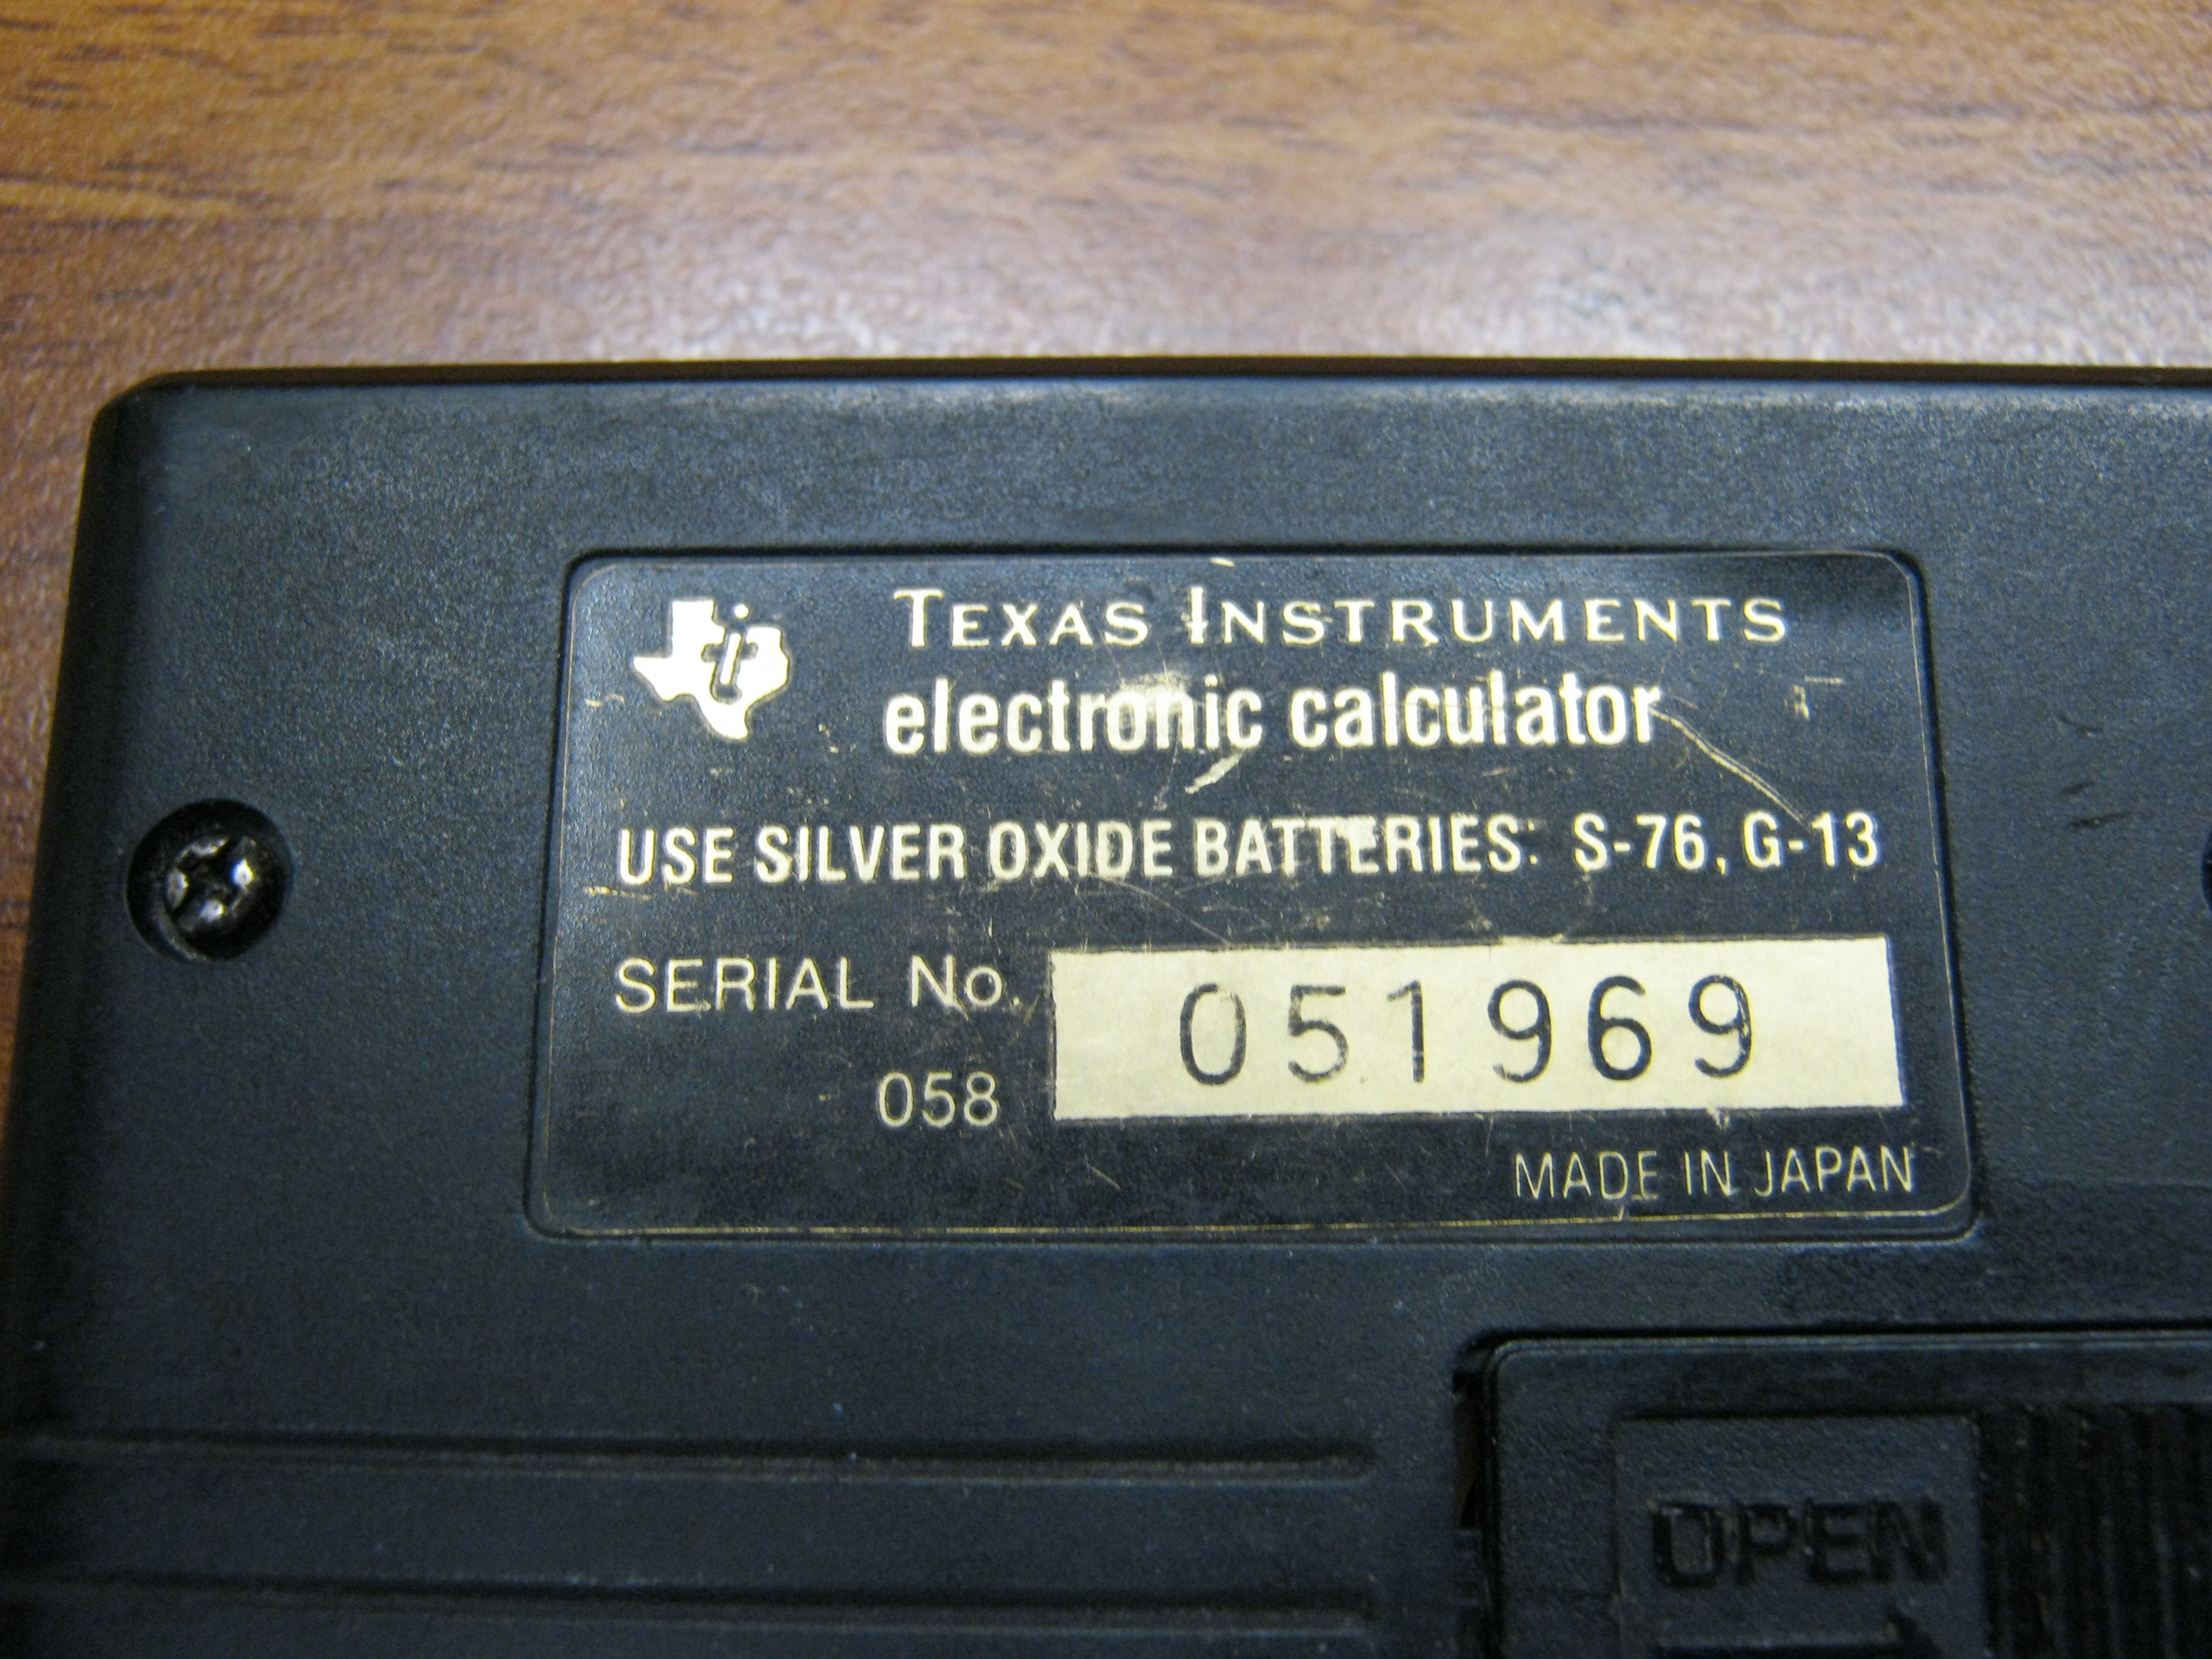 TEXAS INSTRUMENTS
electronic calculator
USE SILVER OXIDE BATTERIES: S-76, G-13
SERIAL No. 051969
058
MADE IN JAPAN
OPEN